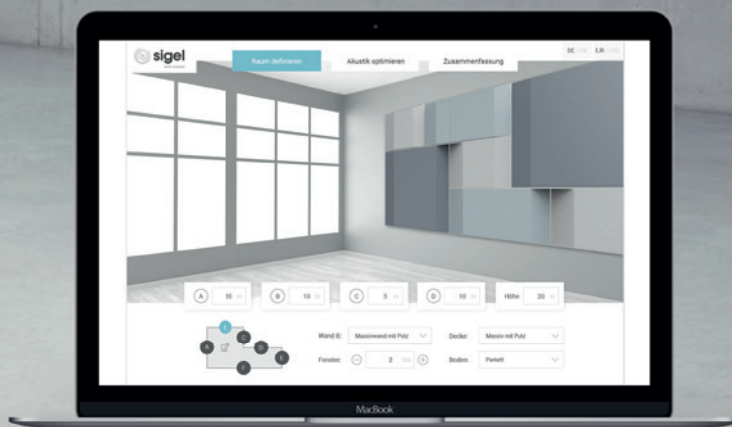 sigel
Raum definieren
Akustik optimieren
Zusammenfassung
DE EUR
A 10 m
B 10 m
C 5 m
D 10 m
Höhe 20 m
A C D E F
Wand B: Massivwand mit Putz
Decke: Massiv mit Putz
Fenster: 2
Boden: Parkett
MacBook